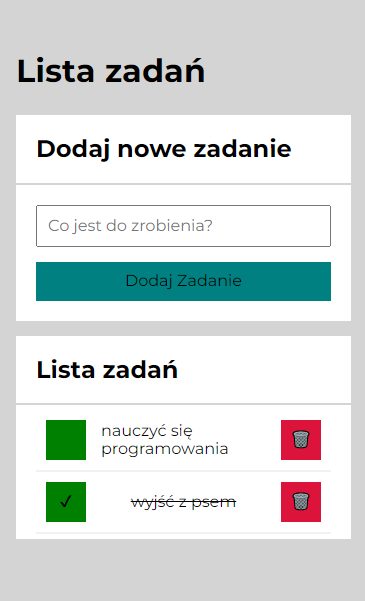 Lista zadań
Dodaj nowe zadanie
Co jest do zrobienia?
Dodaj Zadanie
Lista zadań
nauczyć się
programowania
✓ wyjść z psem